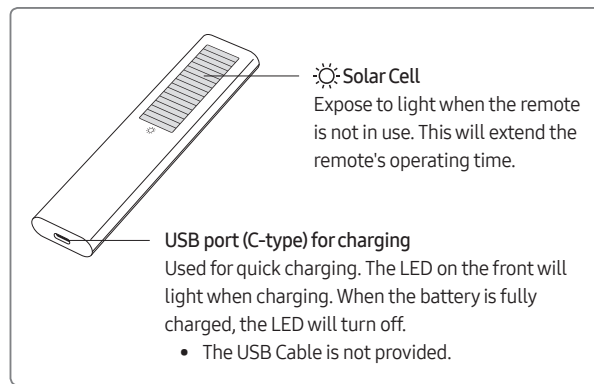 Solar Cell
Expose to light when the remote
is not in use. This will extend the
remote's operating time.
USB port (C-type) for charging
Used for quick charging. The LED on the front will
light when charging. When the battery is fully
charged, the LED will turn off.
• The USB Cable is not provided.